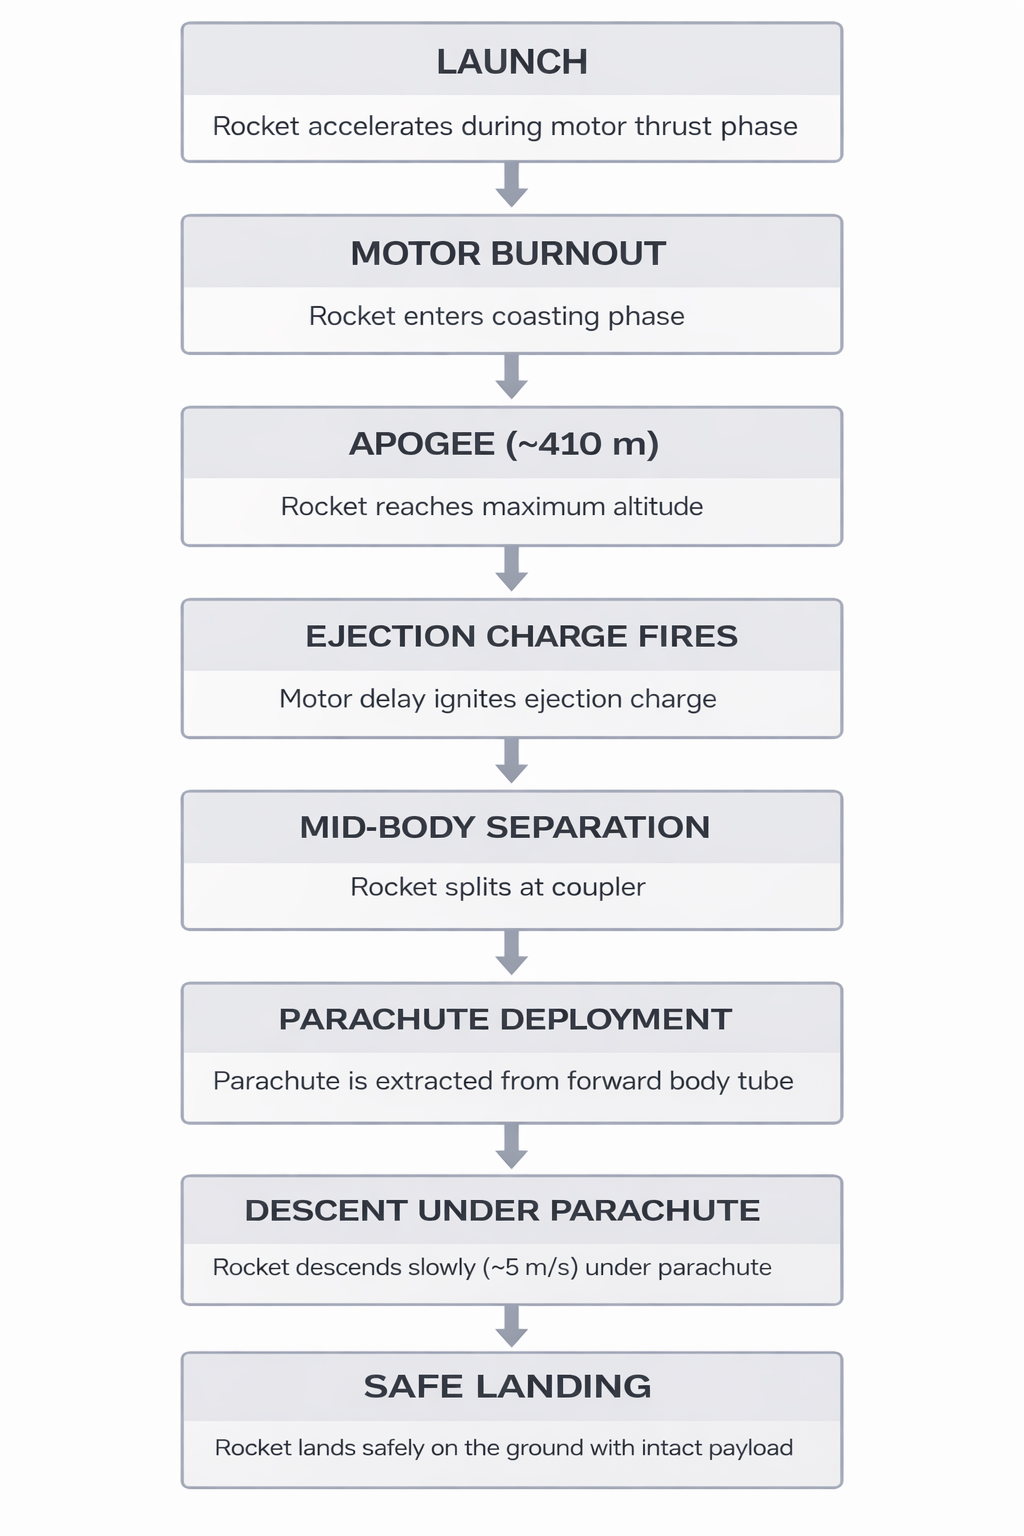 LAUNCH
Rocket accelerates during motor thrust phase
MOTOR BURNOUT
Rocket enters coasting phase
APOGEE (~410 m)
Rocket reaches maximum altitude
EJECTION CHARGE FIRES
Motor delay ignites ejection charge
MID-BODY SEPARATION
Rocket splits at coupler
PARACHUTE DEPLOYMENT
Parachute is extracted from forward body tube
DESCENT UNDER PARACHUTE
Rocket descends slowly (~5 m/s) under parachute
SAFE LANDING
Rocket lands safely on the ground with intact payload